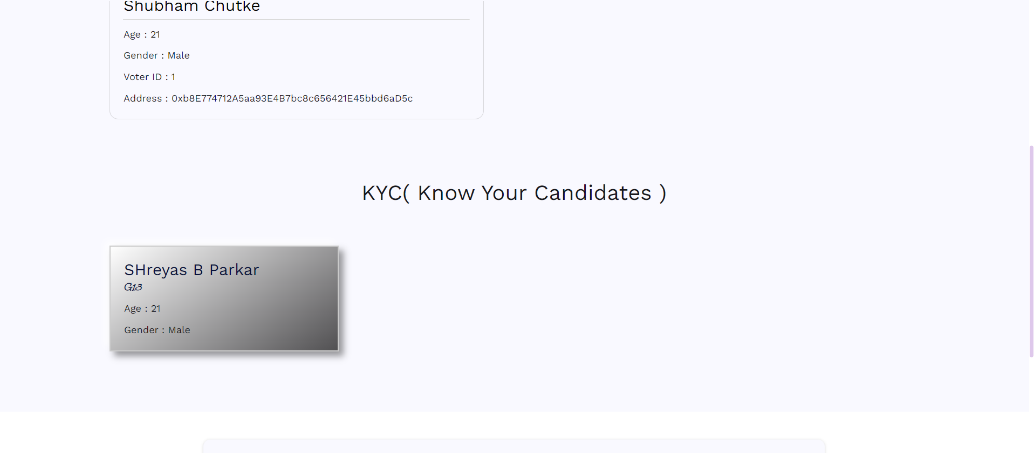 Shubham Chutke
Age : 21
Gender : Male
Voter ID : 1
Address : 0xb8E774712A5aa93E4B7bc8c656421E45bbd6aD5c
KYC( Know Your Candidates )
SHreyas B Parkar
Age : 21
Gender : Male